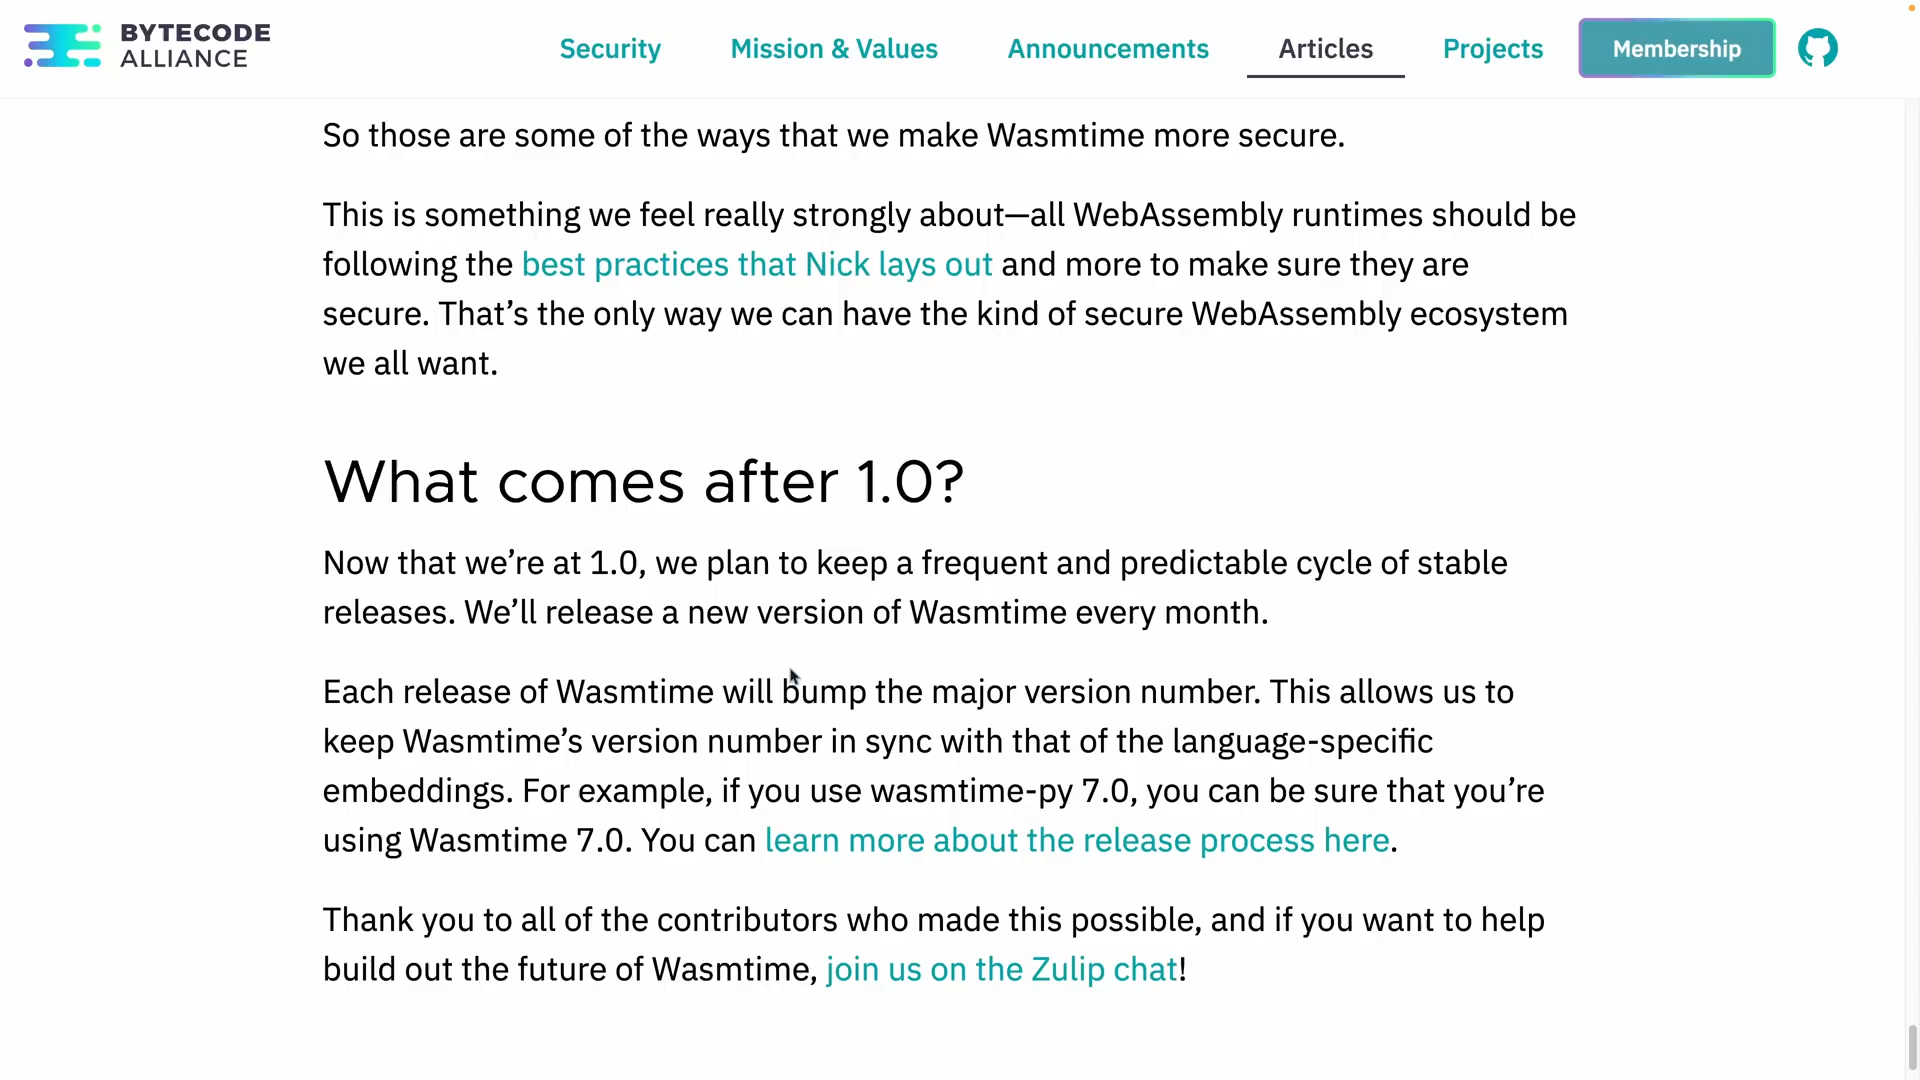 BYTECODE
ALLIANCE
Security
Mission & Values
Announcements
Articles
Projects
Membership
So those are some of the ways that we make Wasmtime more secure.
This is something we feel really strongly about—all WebAssembly runtimes should be
following the best practices that Nick lays out and more to make sure they are
secure. That’s the only way we can have the kind of secure WebAssembly ecosystem
we all want.
What comes after 1.0?
Now that we’re at 1.0, we plan to keep a frequent and predictable cycle of stable
releases. We’ll release a new version of Wasmtime every month.
Each release of Wasmtime will bump the major version number. This allows us to
keep Wasmtime’s version number in sync with that of the language-specific
embeddings. For example, if you use wasmtime-py 7.0, you can be sure that you’re
using Wasmtime 7.0. You can learn more about the release process here.
Thank you to all of the contributors who made this possible, and if you want to help
build out the future of Wasmtime, join us on the Zulip chat!